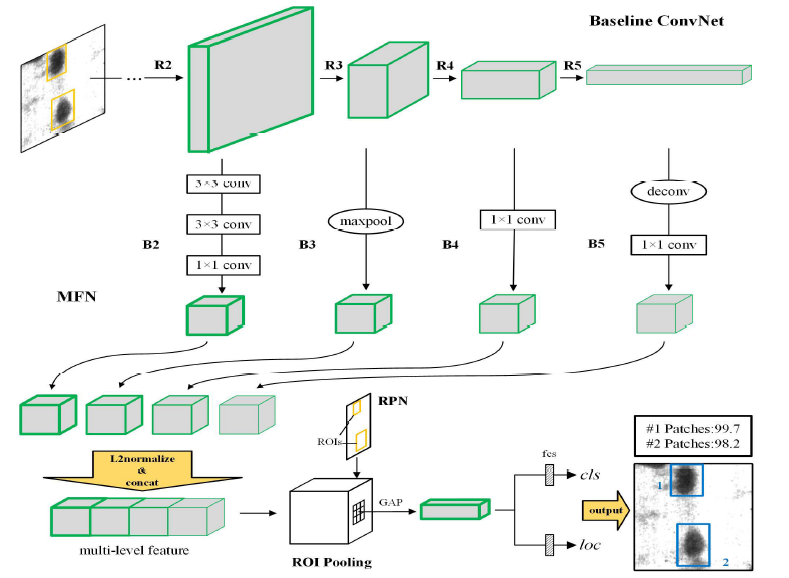 Baseline ConvNet
... R2 R3 R4 R5
3×3 conv
3×3 conv
1×1 conv
maxpool
1×1 conv
deconv
1×1 conv
B2 B3 B4 B5
MFN
RPN
ROIs
L2normalize
&
concat
multi-level feature
ROI Pooling
GAP
fcs
cls
loc
output
#1 Patches:99.7
#2 Patches:98.2
1
2